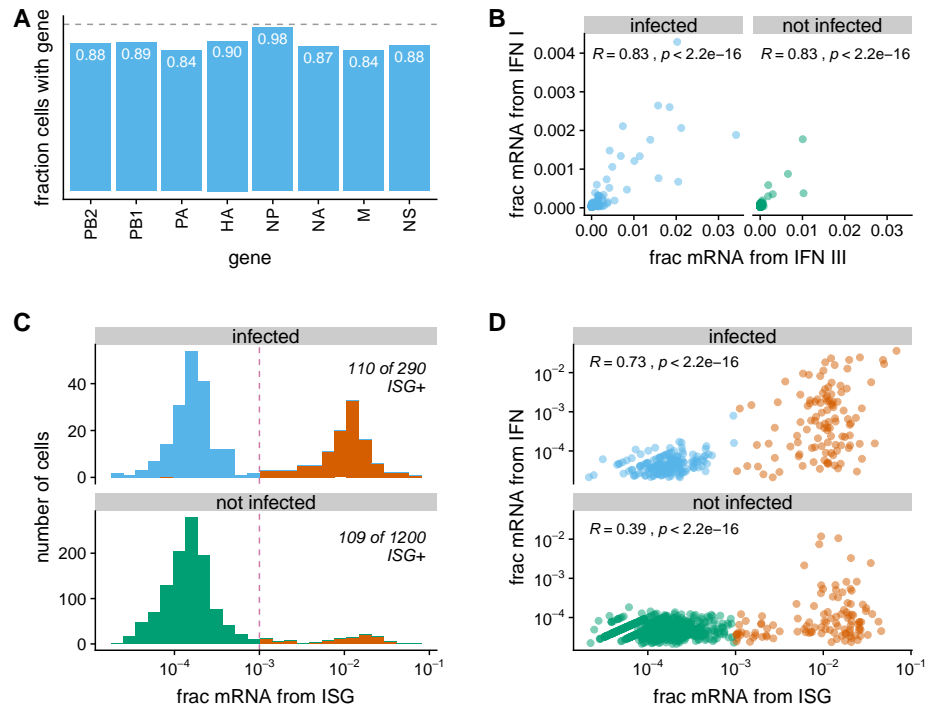 A
fraction cells with gene
0.88 0.89 0.84 0.90 0.98 0.87 0.84 0.88
PB2 PB1 PA HA NP NA M NS
gene
B
infected not infected
frac mRNA from IFN I
R = 0.83 , p < 2.2e−16 R = 0.83 , p < 2.2e−16
0.004
0.003
0.002
0.001
0.000
0.00 0.01 0.02 0.03 0.00 0.01 0.02 0.03
frac mRNA from IFN III
C
infected
number of cells
110 of 290
ISG+
40
20
0
not infected
109 of 1200
ISG+
200
100
0
10−4 10−3 10−2 10−1
frac mRNA from ISG
D
infected
frac mRNA from IFN
R = 0.73 , p < 2.2e−16
10−2
10−3
10−4
not infected
R = 0.39 , p < 2.2e−16
10−2
10−3
10−4
10−4 10−3 10−2 10−1
frac mRNA from ISG